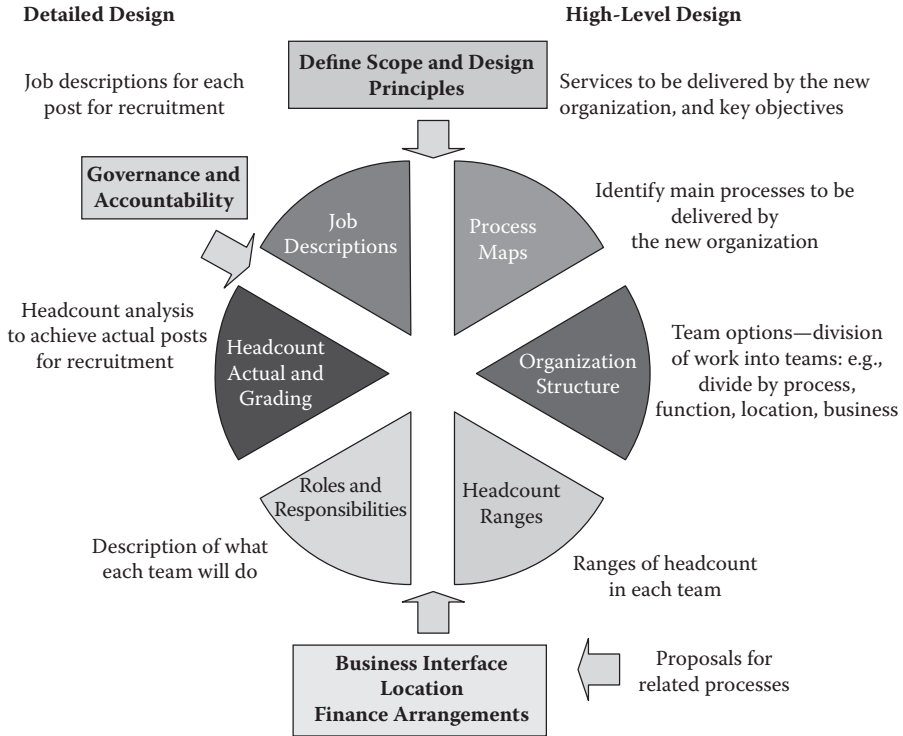 Detailed Design
High-Level Design
Define Scope and Design
Principles
Job descriptions for each
post for recruitment
Services to be delivered by the new
organization, and key objectives
Governance and
Accountability
Job
Descriptions
Process
Maps
Identify main processes to be
delivered by
the new organization
Headcount analysis
to achieve actual posts
for recruitment
Headcount
Actual and
Grading
Organization
Structure
Team options—division
of work into teams: e.g.,
divide by process,
function, location, business
Roles and
Responsibilities
Headcount
Ranges
Description of what
each team will do
Ranges of headcount
in each team
Business Interface
Location
Finance Arrangements
Proposals for
related processes